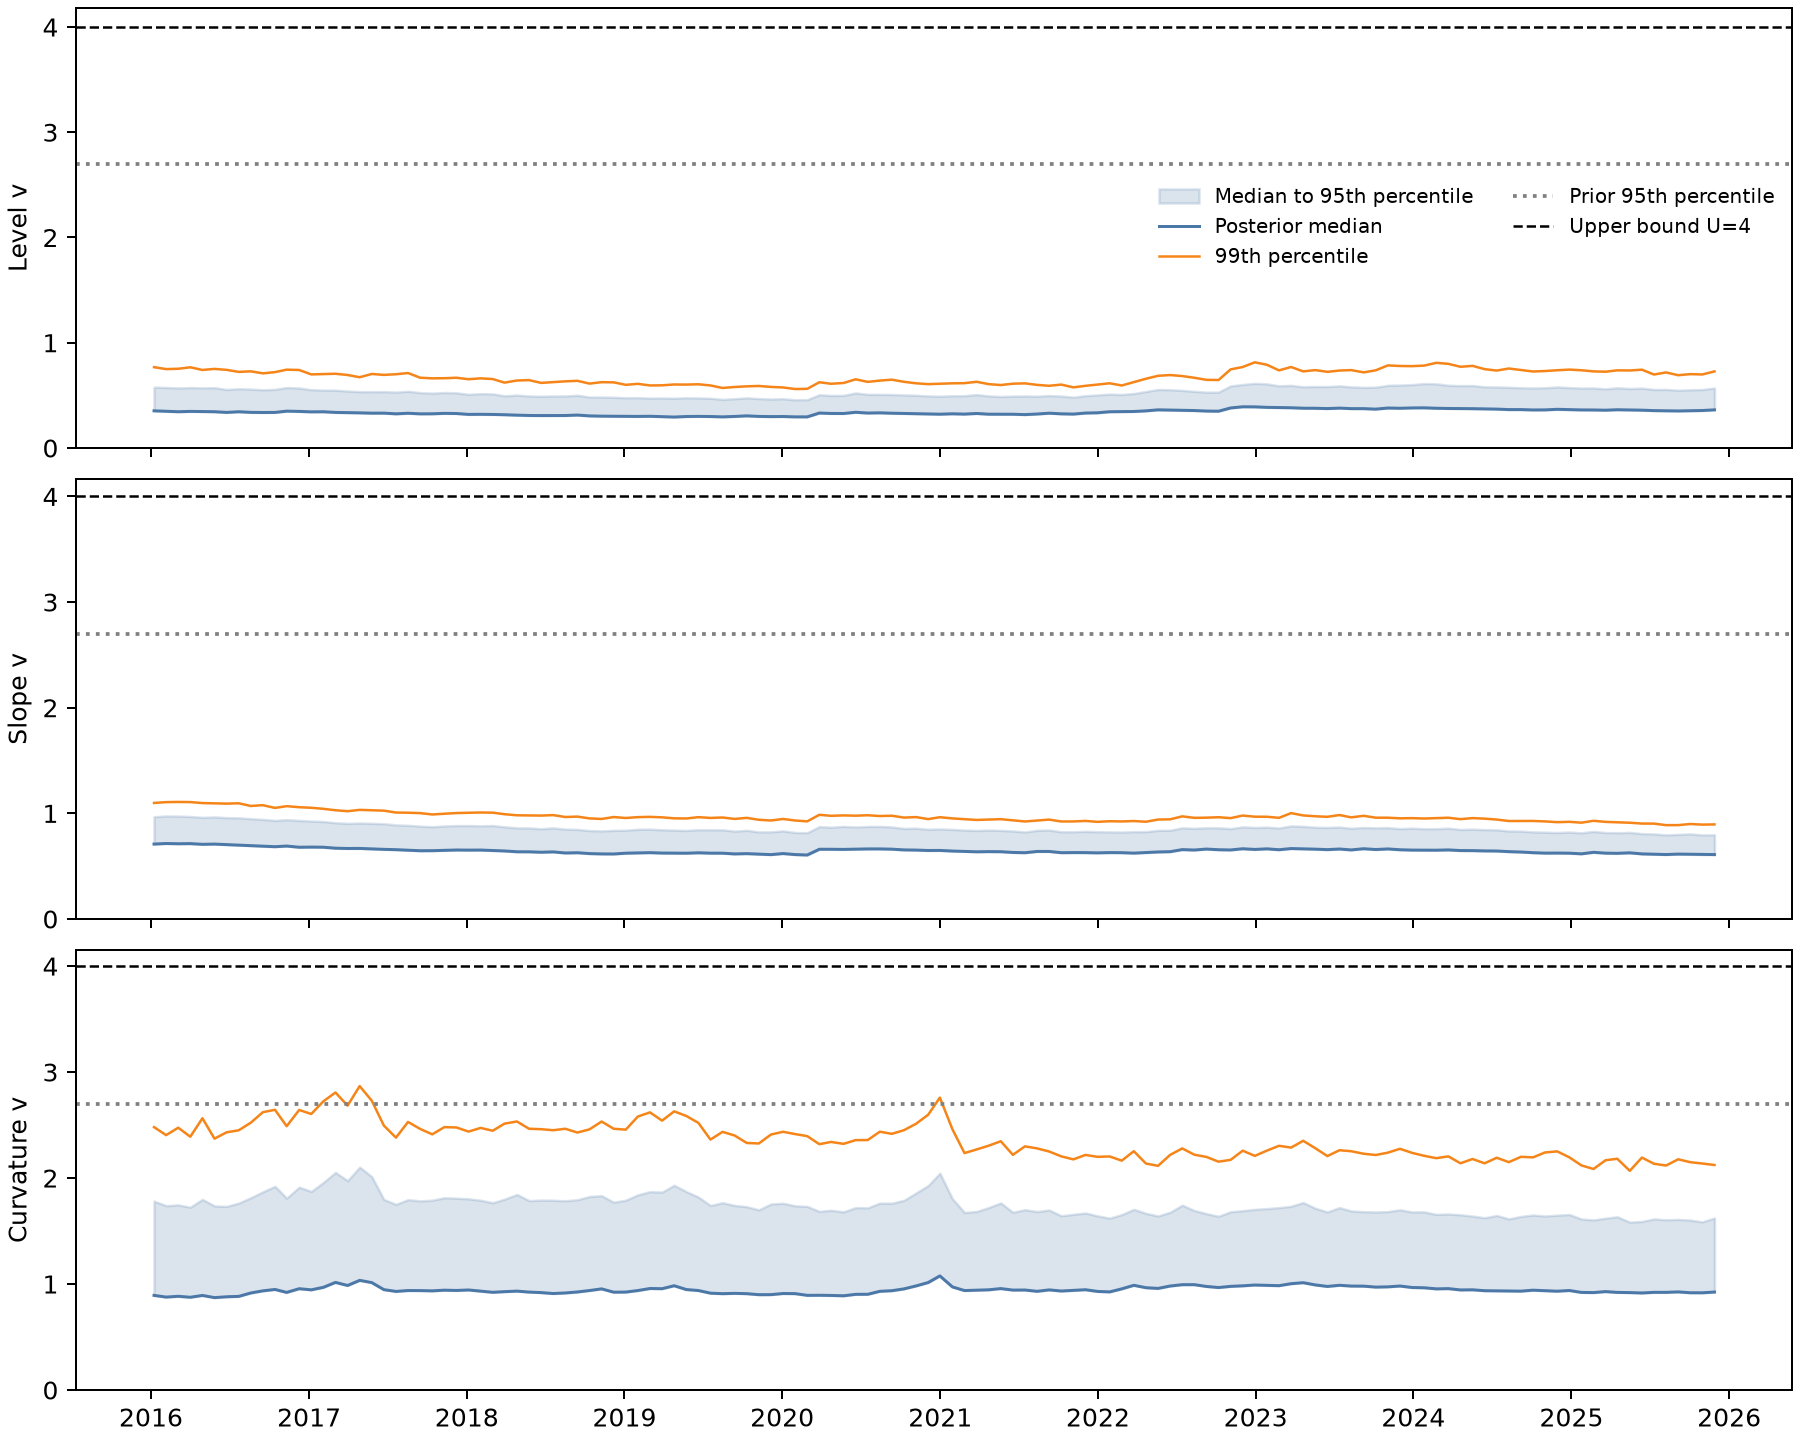 4
3
2
1
0
Level v
Median to 95th percentile
Posterior median
99th percentile
Prior 95th percentile
Upper bound U=4
4
3
2
1
0
Slope v
4
3
2
1
0
Curvature v
2016 2017 2018 2019 2020 2021 2022 2023 2024 2025 2026